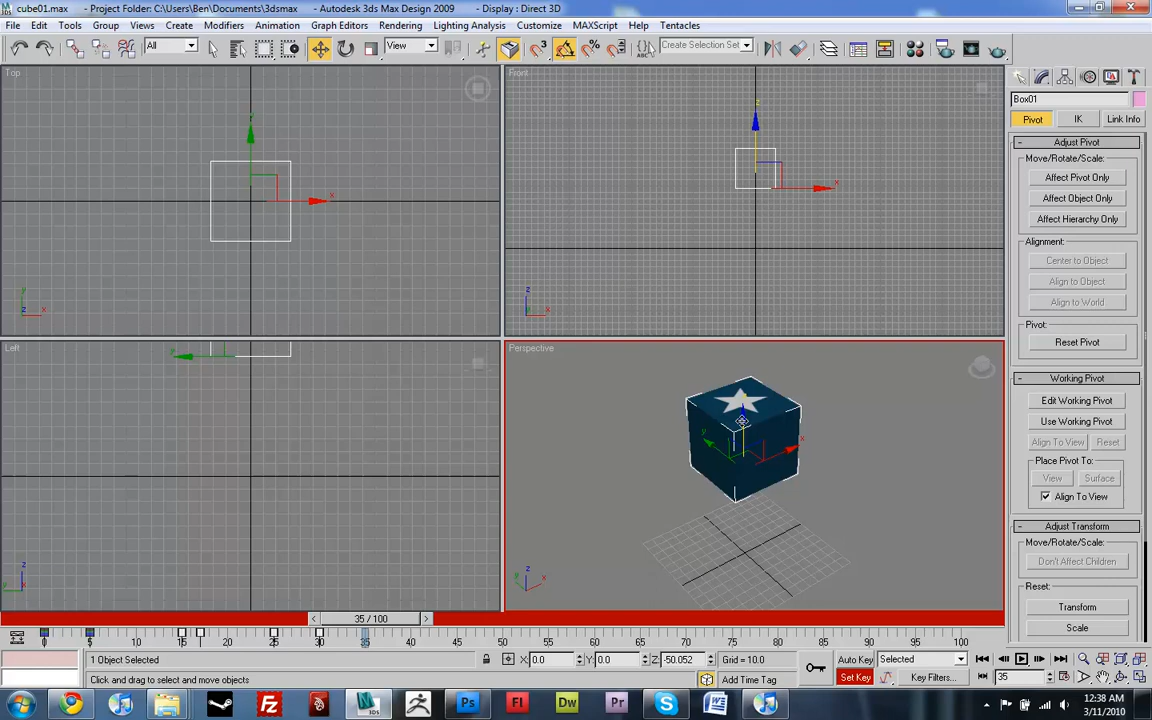 cube01.max - Project Folder: C:\Users\Ben\Documents\3dsmax - Autodesk 3ds Max Design 2009 - Display : Direct 3D
File Edit Tools Group Views Create Modifiers Animation Graph Editors Rendering Lighting Analysis Customize MAXScript Help Tentacles
All View 3 Create Selection Set
Top
Front
Box01
Pivot IK Link Info
- Adjust Pivot
Move/Rotate/Scale:
Affect Pivot Only
Affect Object Only
Affect Hierarchy Only
Alignment:
Center to Object
Align to Object
Align to World
Pivot:
Reset Pivot
Left
Perspective
- Working Pivot
Edit Working Pivot
Use Working Pivot
Align To View Reset
Place Pivot To:
View Surface
Align To View
- Adjust Transform
Move/Rotate/Scale:
Don't Affect Children
Reset:
Transform
Scale
y x z x y x
z x z x z y z x
< 35 / 100 >
0 5 15 20 25 30 35 40 45 50 55 60 65 70 75 80 85 90 95 100
1 Object Selected X: 0.0 Y: 0.0 Z: -50.052 Grid = 10.0 Auto Key Selected
Click and drag to select and move objects Add Time Tag Set Key Key Filters... 35
3DS Ps Fl Dw Pr S W
12:38 AM
3/11/2010